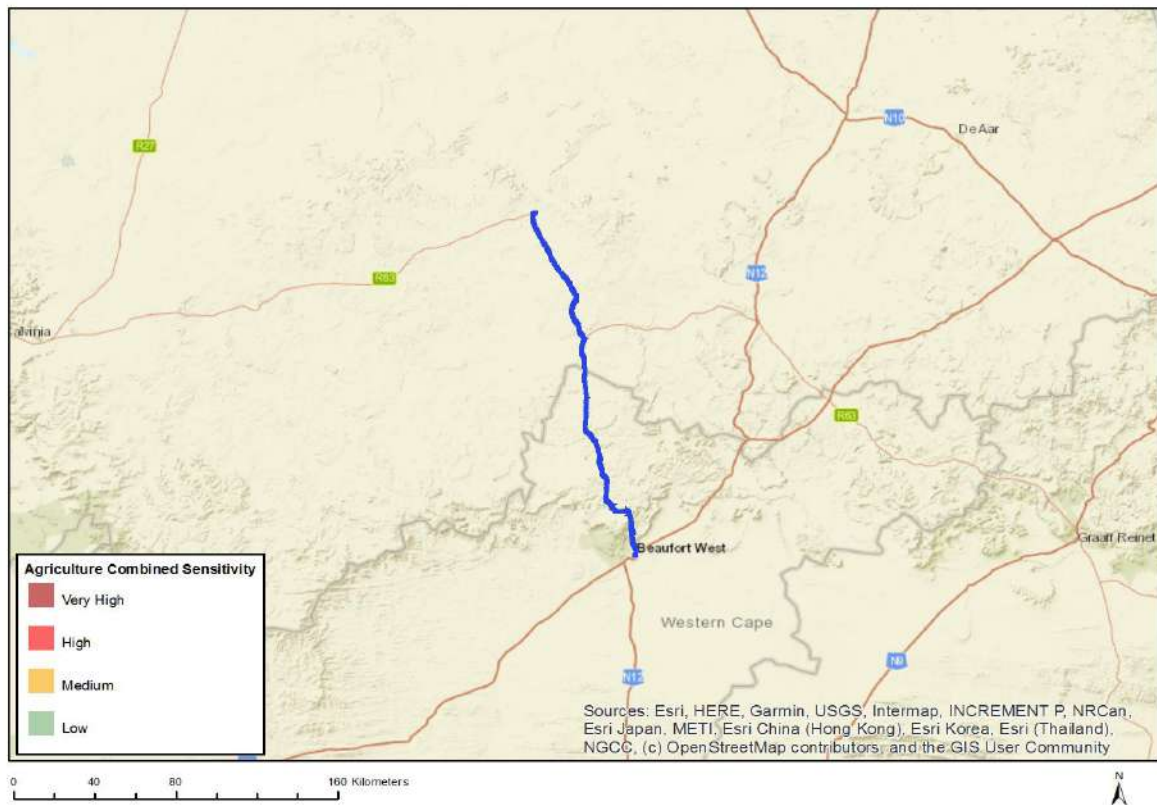 N10
De Aar
R27
N12
R63
alvinia
R63
Graaff Reinet
Beaufort West
Western Cape
N9
N12
Agriculture Combined Sensitivity
Very High
High
Medium
Low
Sources: Esri, HERE, Garmin, USGS, Intermap, INCREMENT P, NRCan,
Esri Japan, METI, Esri China (Hong Kong), Esri Korea, Esri (Thailand),
NGCC, (c) OpenStreetMap contributors, and the GIS User Community
0 40 80 160 Kilometers
N